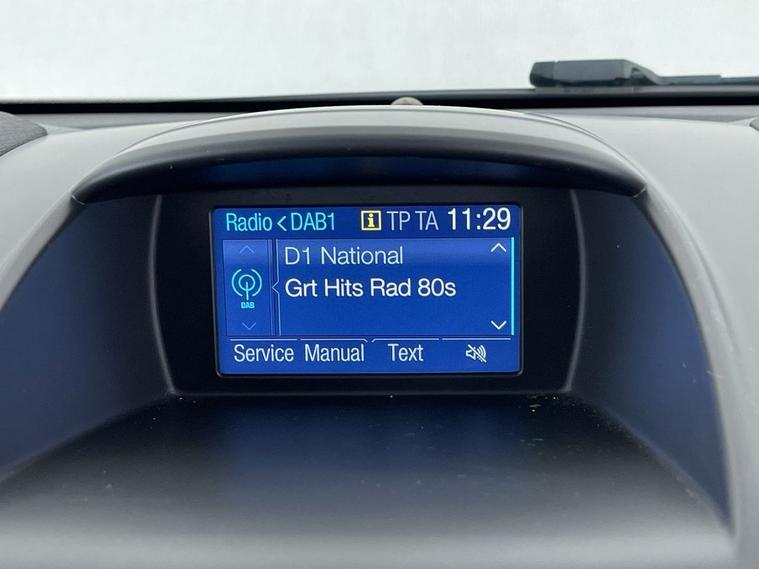 Radio < DAB1 i TP TA 11:29
D1 National
Grt Hits Rad 80s
DAB
Service Manual Text